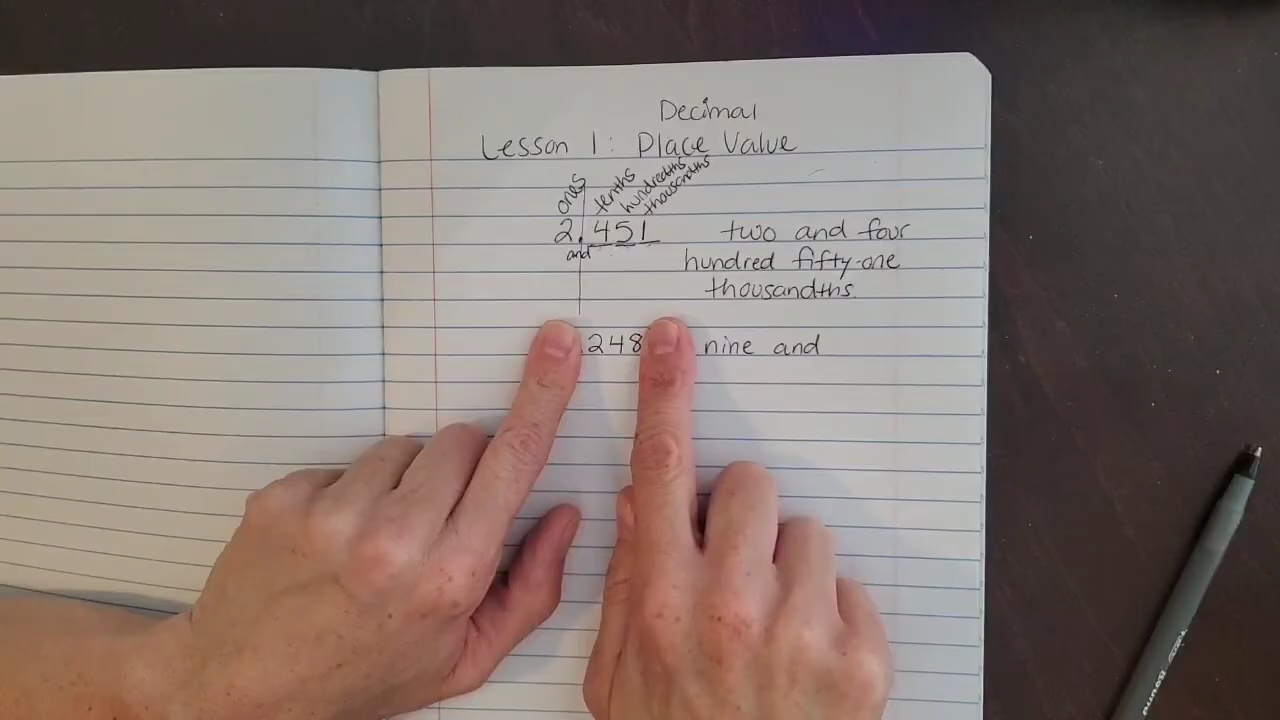 Decimal
Lesson 1: Place Value
ones tenths hundredths thousandths
2.451 two and four
and
hundred fifty-one
thousandths.
.248 nine and